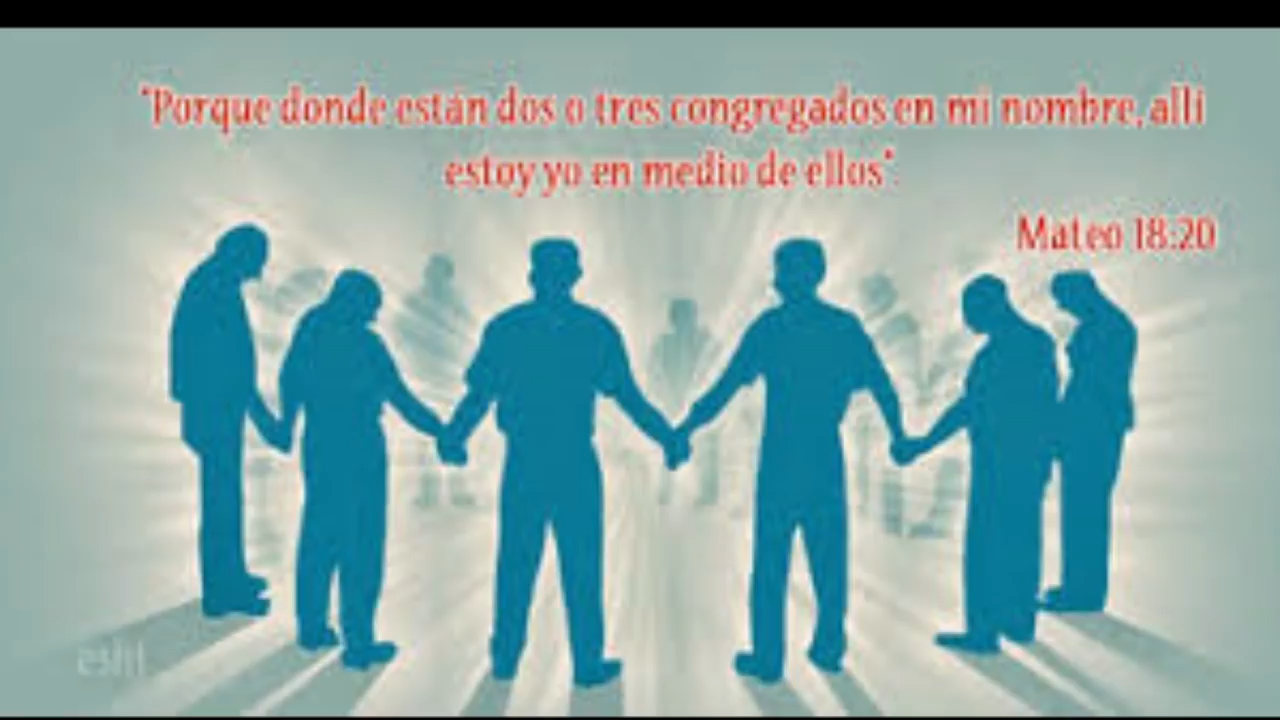 "Porque donde están dos o tres congregados en mi nombre, allí
estoy yo en medio de ellos".
Mateo 18:20